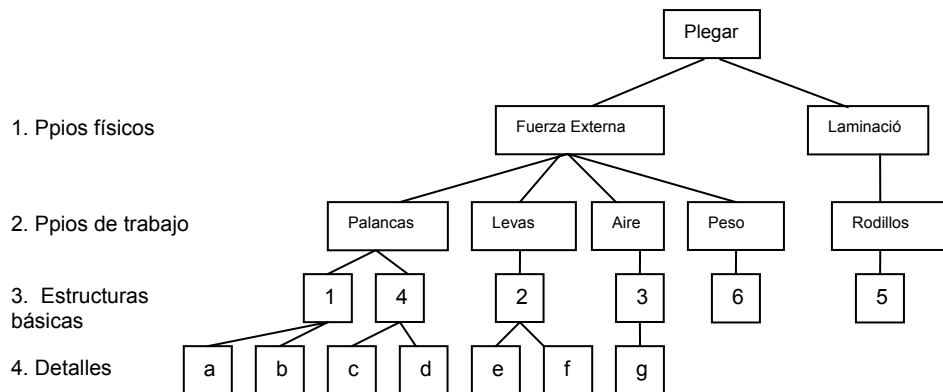 Plegar
1. Ppios físicos
Fuerza Externa
Laminació
2. Ppios de trabajo
Palancas
Levas
Aire
Peso
Rodillos
3. Estructuras
básicas
1
4
2
3
6
5
4. Detalles
a
b
c
d
e
f
g